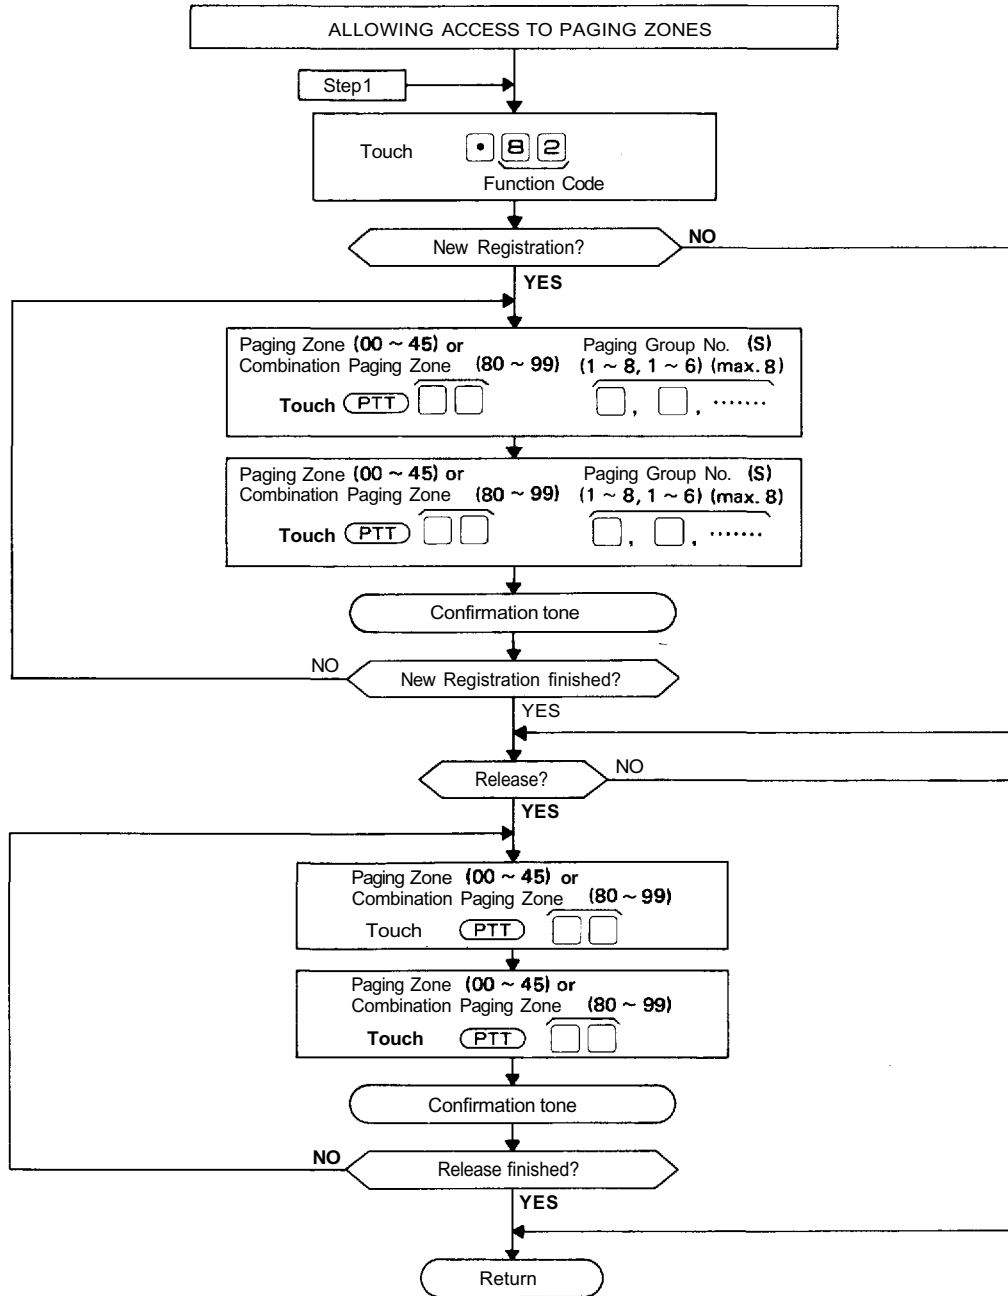 ALLOWING ACCESS TO PAGING ZONES
Step1
Touch • 8 2
Function Code
New Registration?
NO
YES
Paging Zone (00 ~ 45) or Paging Group No. (S)
Combination Paging Zone (80 ~ 99) (1 ~ 8, 1 ~ 6) (max. 8)
Touch PTT , , .......
Paging Zone (00 ~ 45) or Paging Group No. (S)
Combination Paging Zone (80 ~ 99) (1 ~ 8, 1 ~ 6) (max. 8)
Touch PTT , , .......
Confirmation tone
NO
New Registration finished?
YES
Release?
NO
YES
Paging Zone (00 ~ 45) or
Combination Paging Zone (80 ~ 99)
Touch PTT
Paging Zone (00 ~ 45) or
Combination Paging Zone (80 ~ 99)
Touch PTT
Confirmation tone
NO
Release finished?
YES
Return